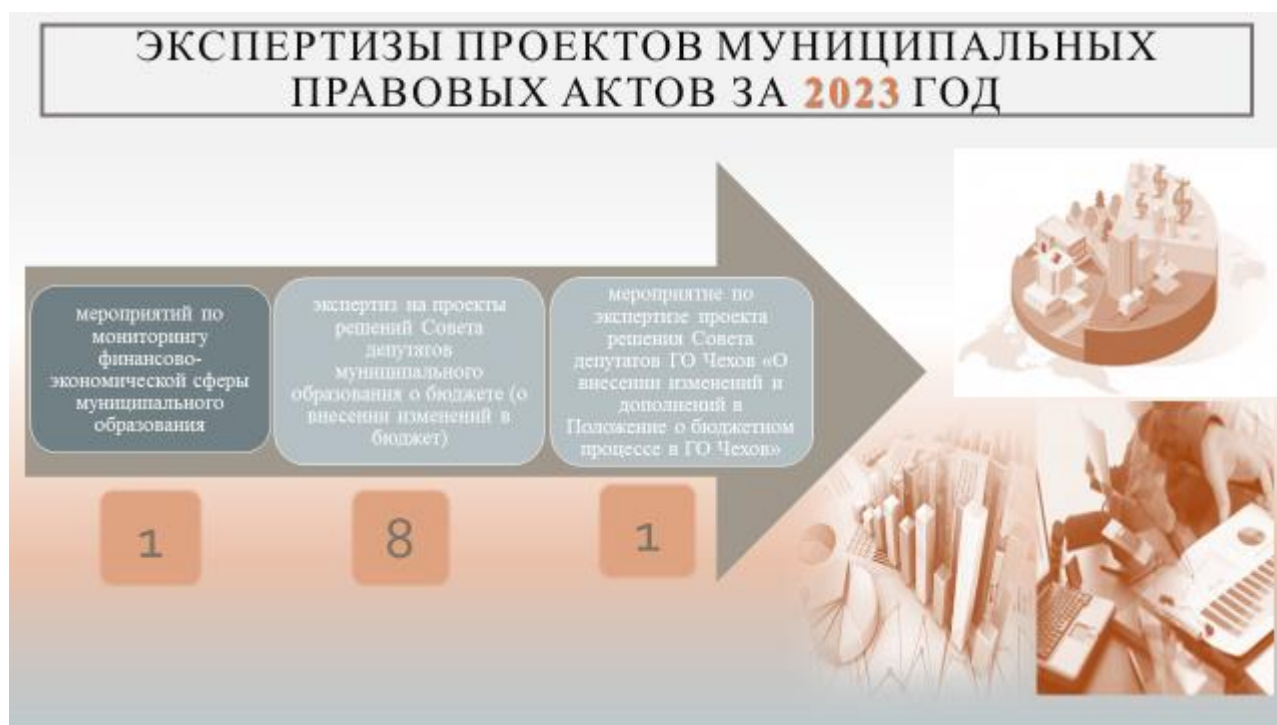 ЭКСПЕРТИЗЫ ПРОЕКТОВ МУНИЦИПАЛЬНЫХ
ПРАВОВЫХ АКТОВ ЗА 2023 ГОД
мероприятий по
мониторингу
финансово-
экономической сферы
муниципального
образования
экспертиз на проекты
решений Совета
депутатов
муниципального
образования о бюджете (о
внесении изменений в
бюджет)
мероприятие по
экспертизе проекта
решения Совета
депутатов ГО Чехов «О
внесении изменений и
дополнений в
Положение о бюджетном
процессе в ГО Чехов»
1
8
1